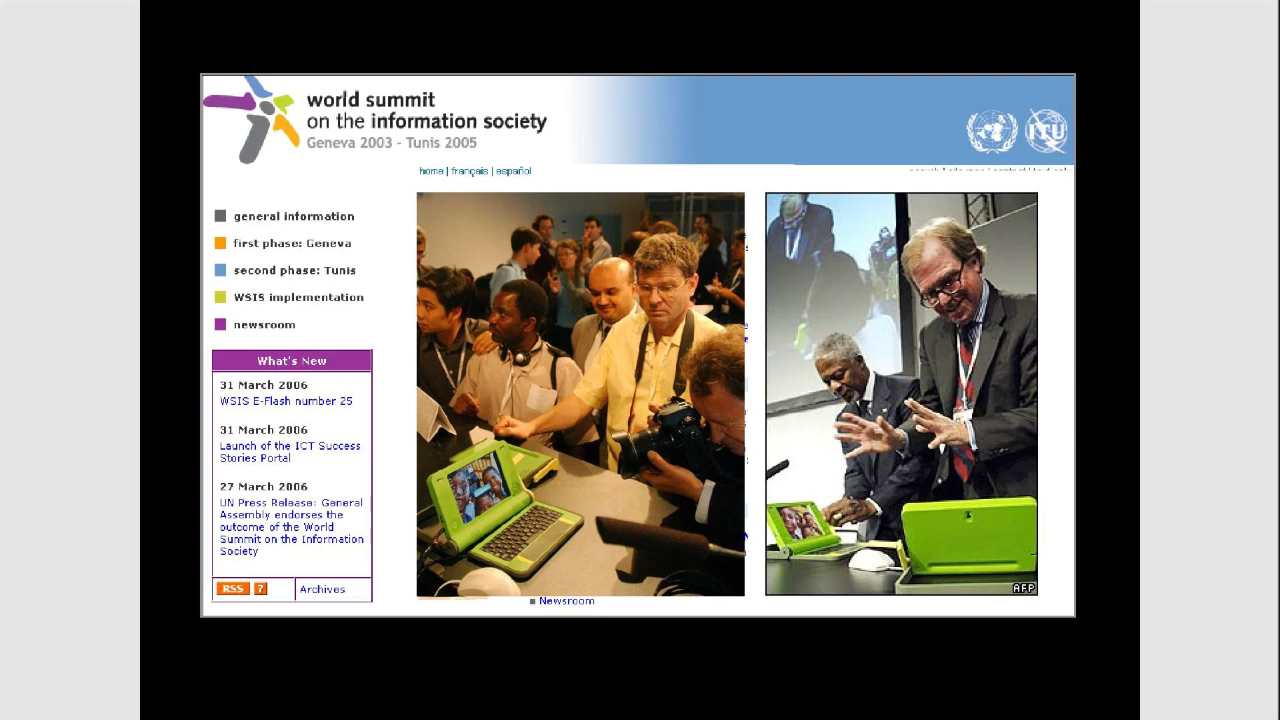 world summit
on the information society
Geneva 2003 - Tunis 2005
ITU
home | français | español
general information
first phase: Geneva
second phase: Tunis
WSIS implementation
newsroom
What's New
31 March 2006
WSIS E-Flash number 25
31 March 2006
Launch of the ICT Success
Stories Portal
27 March 2006
UN Press Release: General
Assembly endorses the
outcome of the World
Summit on the Information
Society
RSS ? Archives
Newsroom
AFP